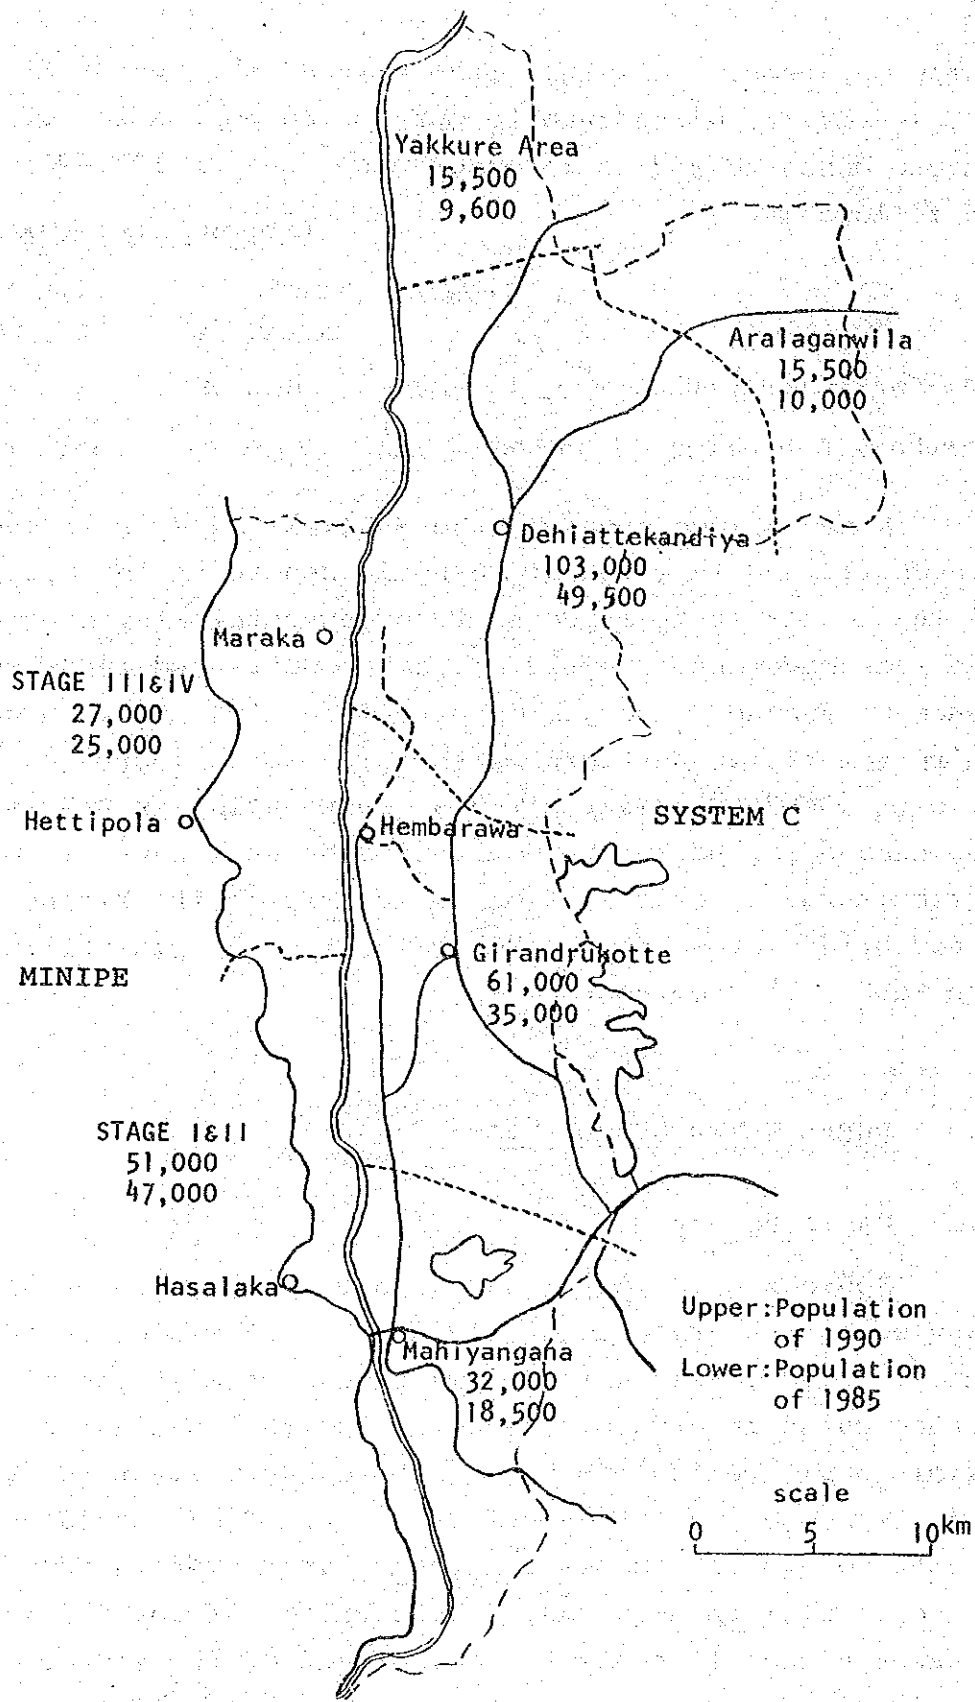 Yakkure Area
15,500
9,600
Aralaganwila
15,500
10,000
Dehiattekandiya
103,000
49,500
Maraka
STAGE III&IV
27,000
25,000
Hettipola
Hembarawa
SYSTEM C
Girandrukotte
61,000
35,000
MINIPE
STAGE I&II
51,000
47,000
Hasalaka
Mahiyangana
32,000
18,500
Upper:Population
of 1990
Lower:Population
of 1985
scale
0 5 10km